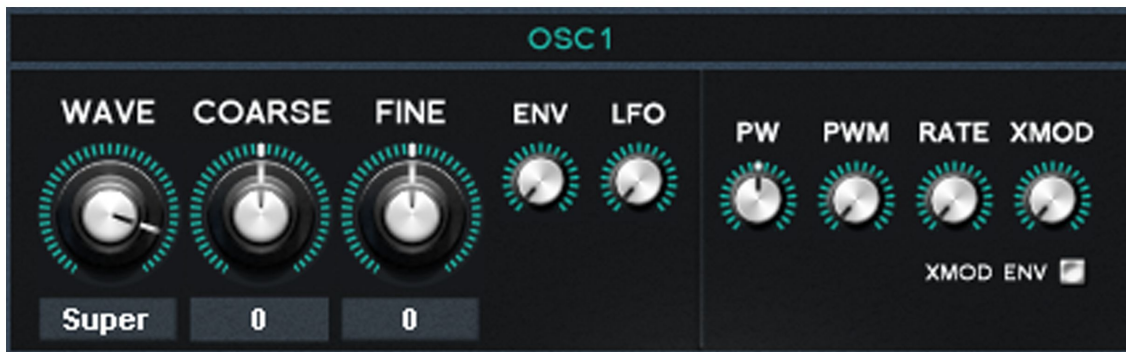 OSC1
WAVE COARSE FINE ENV LFO
PW PWM RATE XMOD
XMOD ENV
Super 0 0